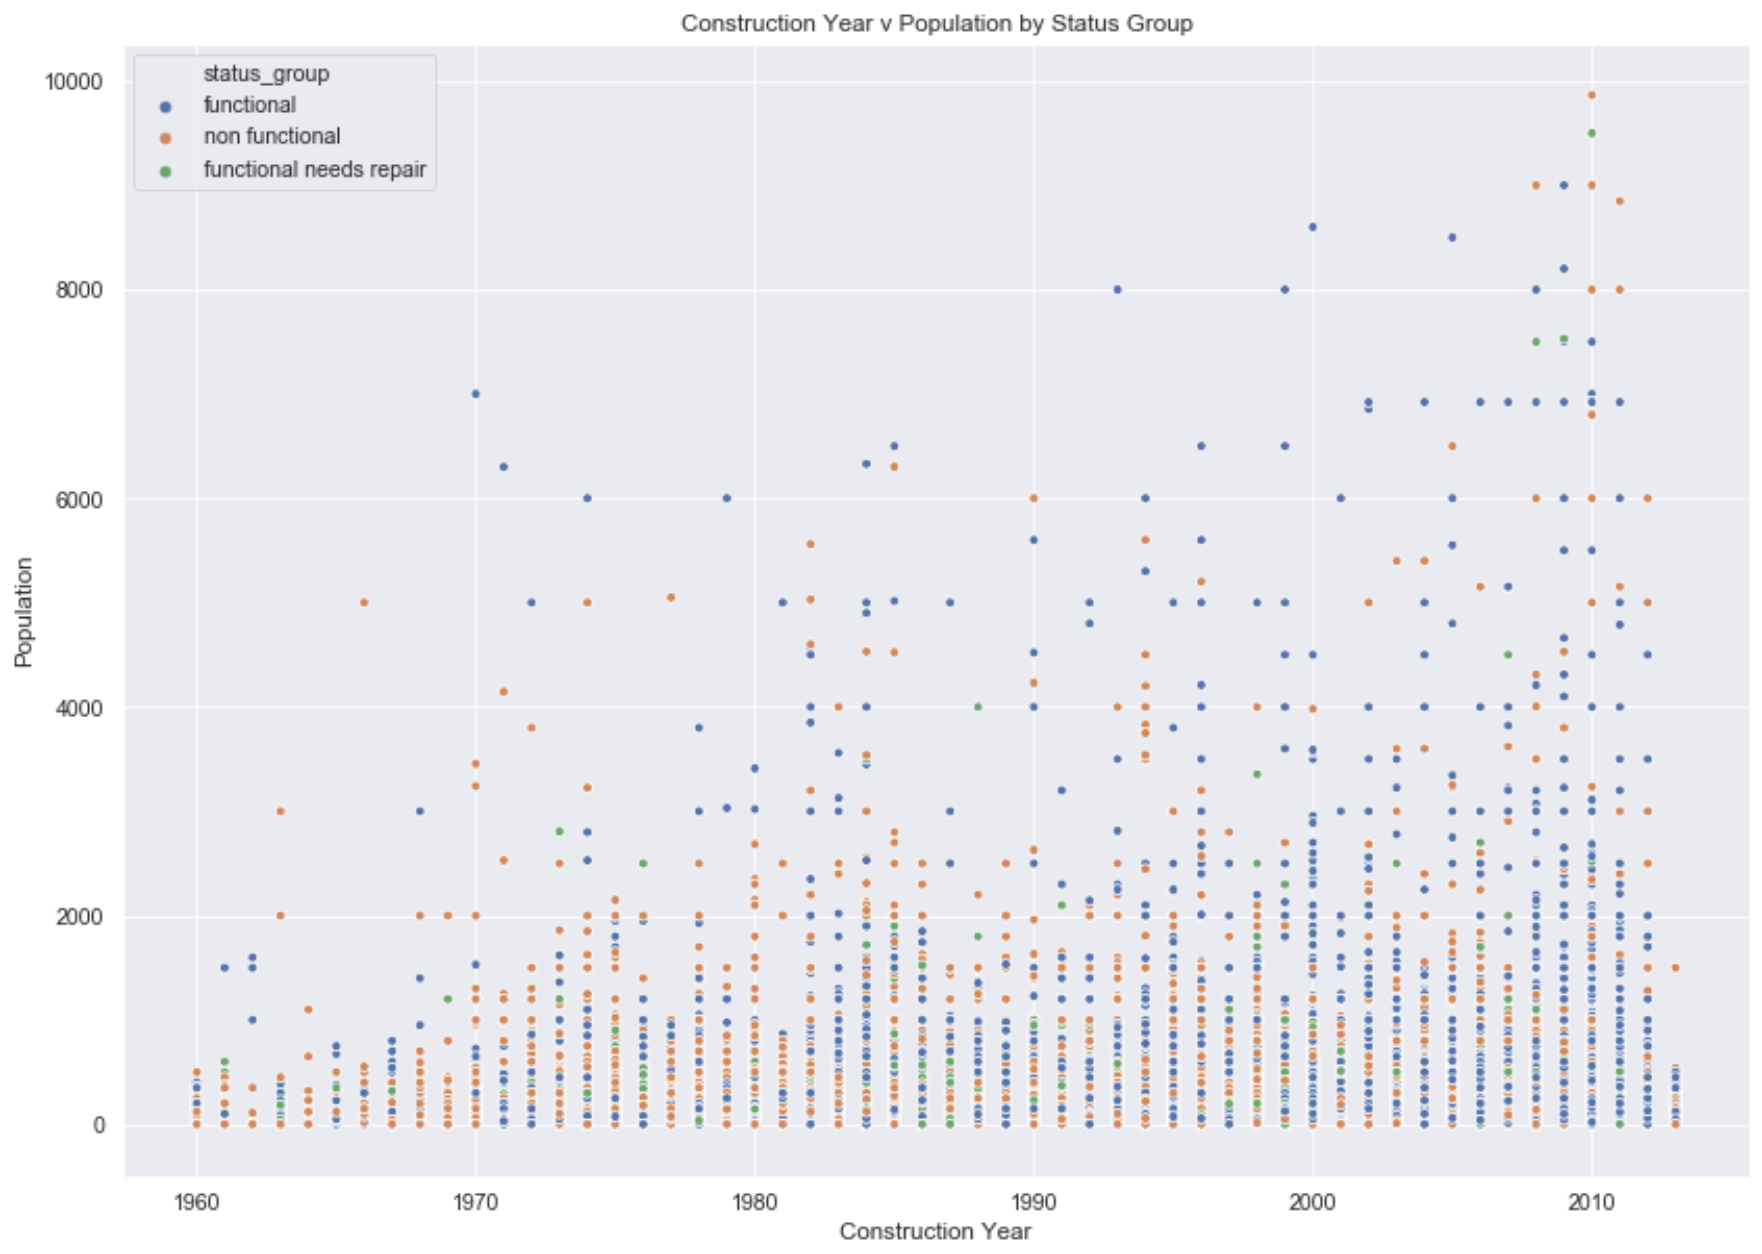 Construction Year v Population by Status Group
status_group
functional
non functional
functional needs repair
10000
8000
6000
4000
2000
0
Population
1960 1970 1980 1990 2000 2010
Construction Year